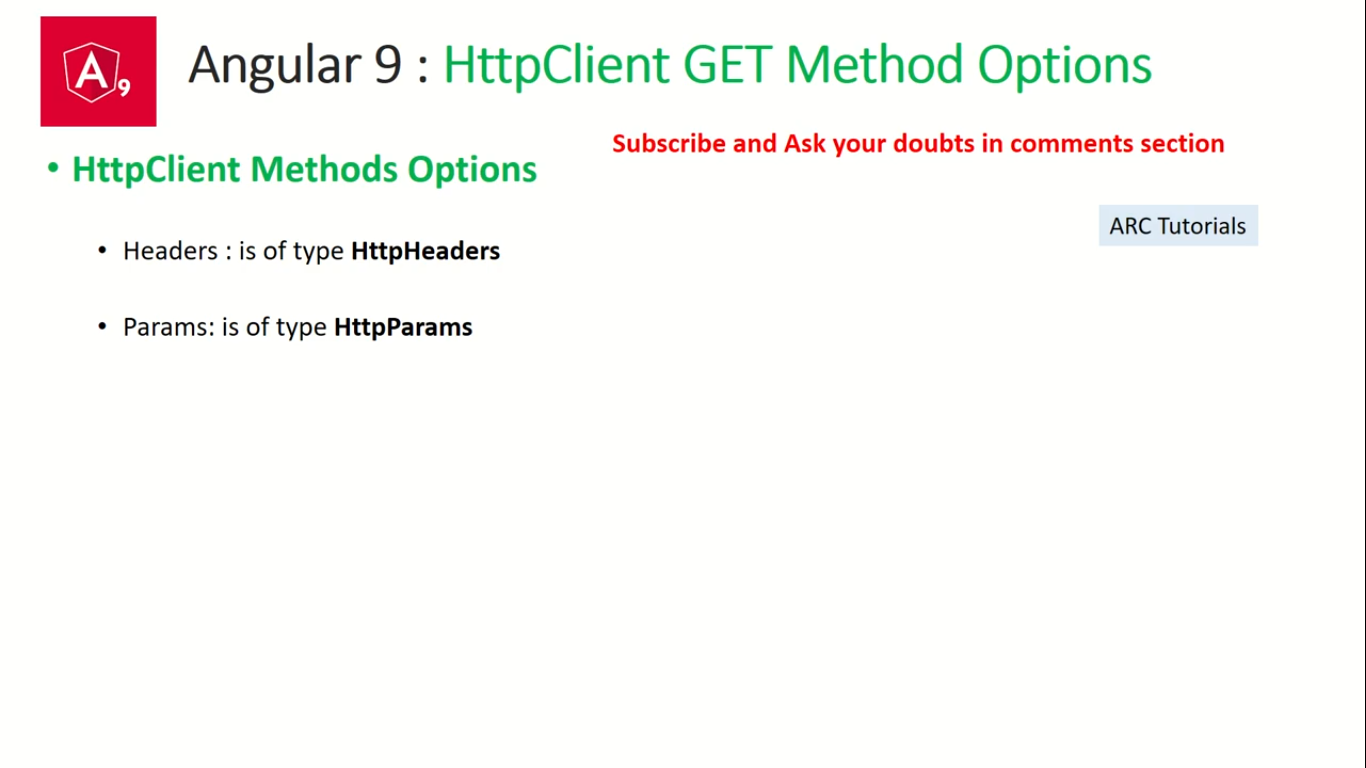 A9
Angular 9 : HttpClient GET Method Options
Subscribe and Ask your doubts in comments section
• HttpClient Methods Options
ARC Tutorials
• Headers : is of type HttpHeaders
• Params: is of type HttpParams